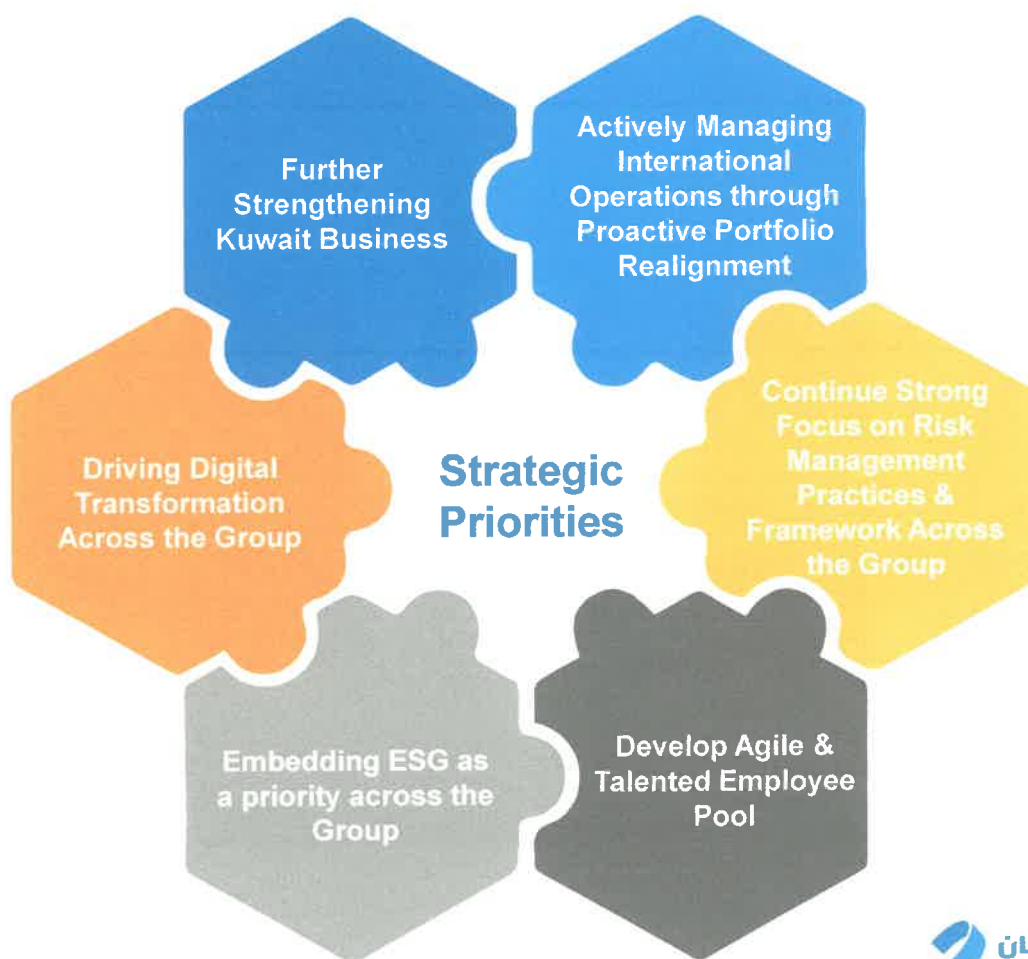 Further
Strengthening
Kuwait Business
Actively Managing
International
Operations through
Proactive Portfolio
Realignment
Driving Digital
Transformation
Across the Group
Strategic
Priorities
Continue Strong
Focus on Risk
Management
Practices &
Framework Across
the Group
Embedding ESG as
a priority across the
Group
Develop Agile &
Talented Employee
Pool